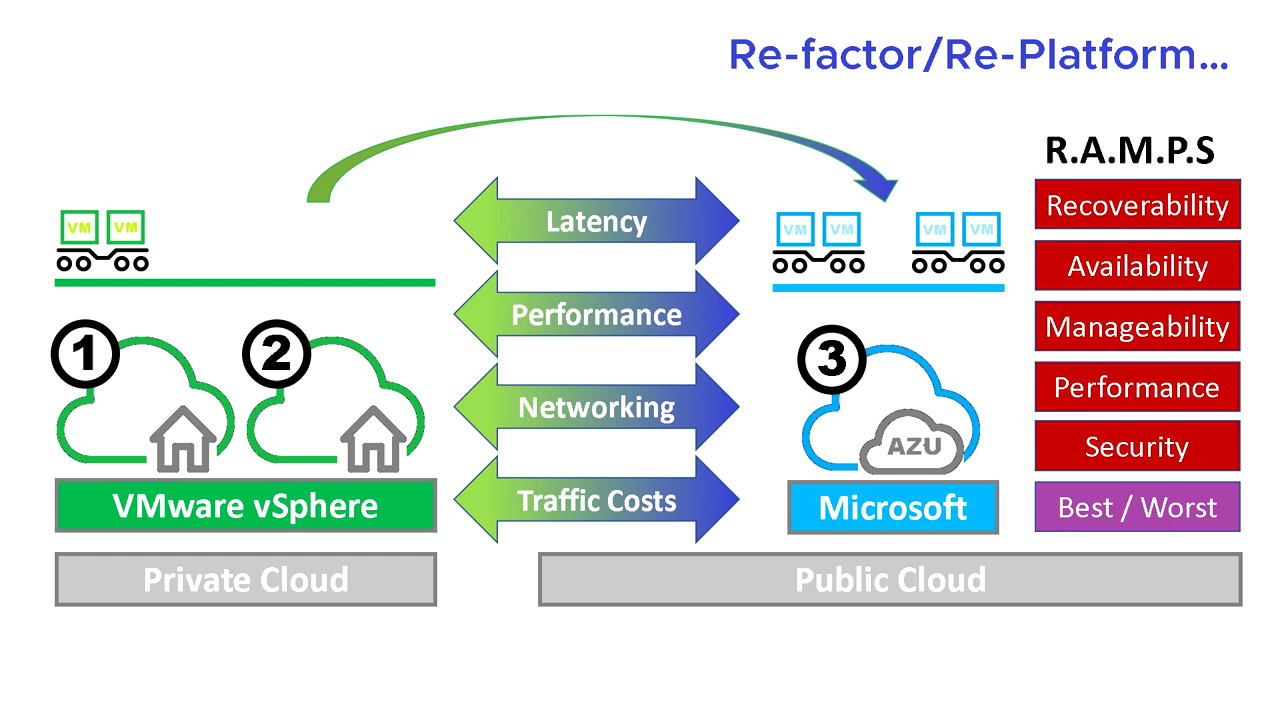 Re-factor/Re-Platform...
R.A.M.P.S
Recoverability
Availability
Manageability
Performance
Security
Best / Worst
VM VM
Latency
Performance
Networking
Traffic Costs
VM VM VM VM
1
2
3
AZU
VMware vSphere
Microsoft
Private Cloud
Public Cloud